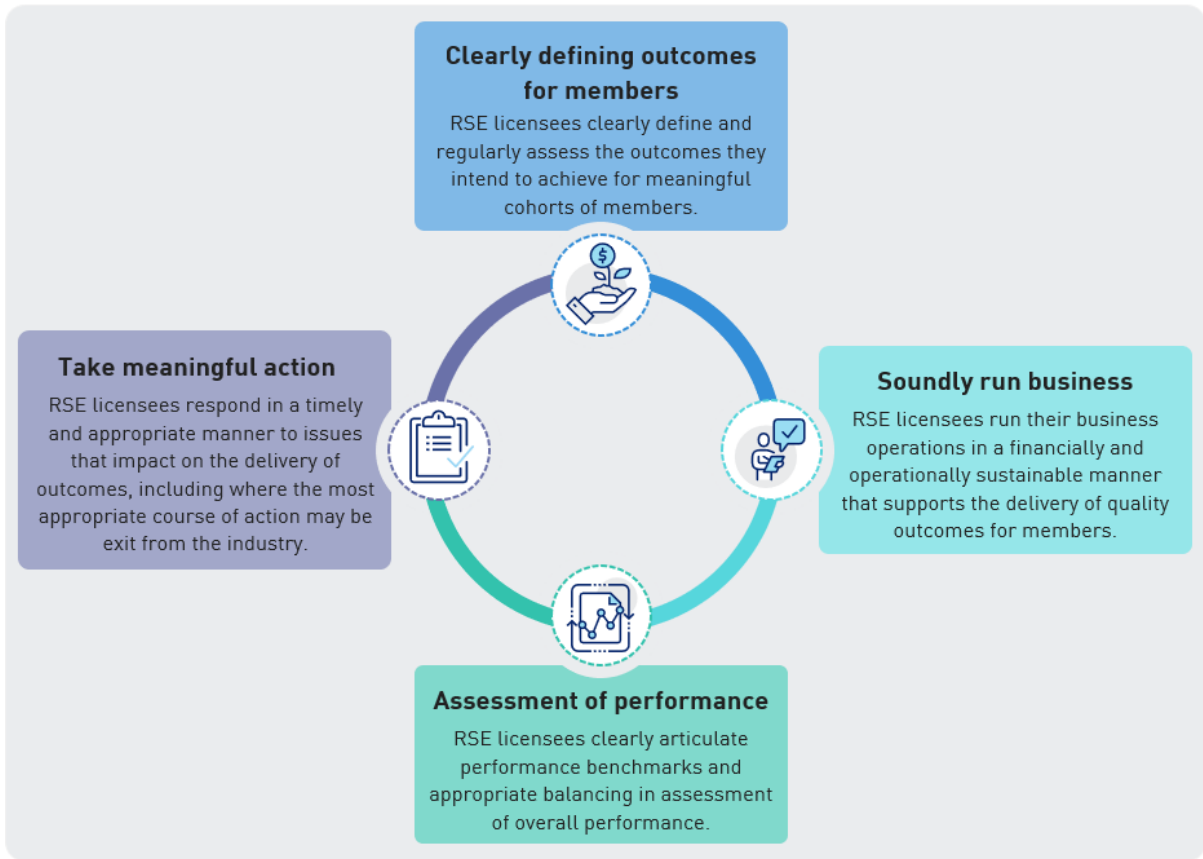 Clearly defining outcomes
for members
RSE licensees clearly define and
regularly assess the outcomes they
intend to achieve for meaningful
cohorts of members.
$
Take meaningful action
RSE licensees respond in a timely
and appropriate manner to issues
that impact on the delivery of
outcomes, including where the most
appropriate course of action may be
exit from the industry.
Soundly run business
RSE licensees run their business
operations in a financially and
operationally sustainable manner
that supports the delivery of quality
outcomes for members.
Assessment of performance
RSE licensees clearly articulate
performance benchmarks and
appropriate balancing in assessment
of overall performance.